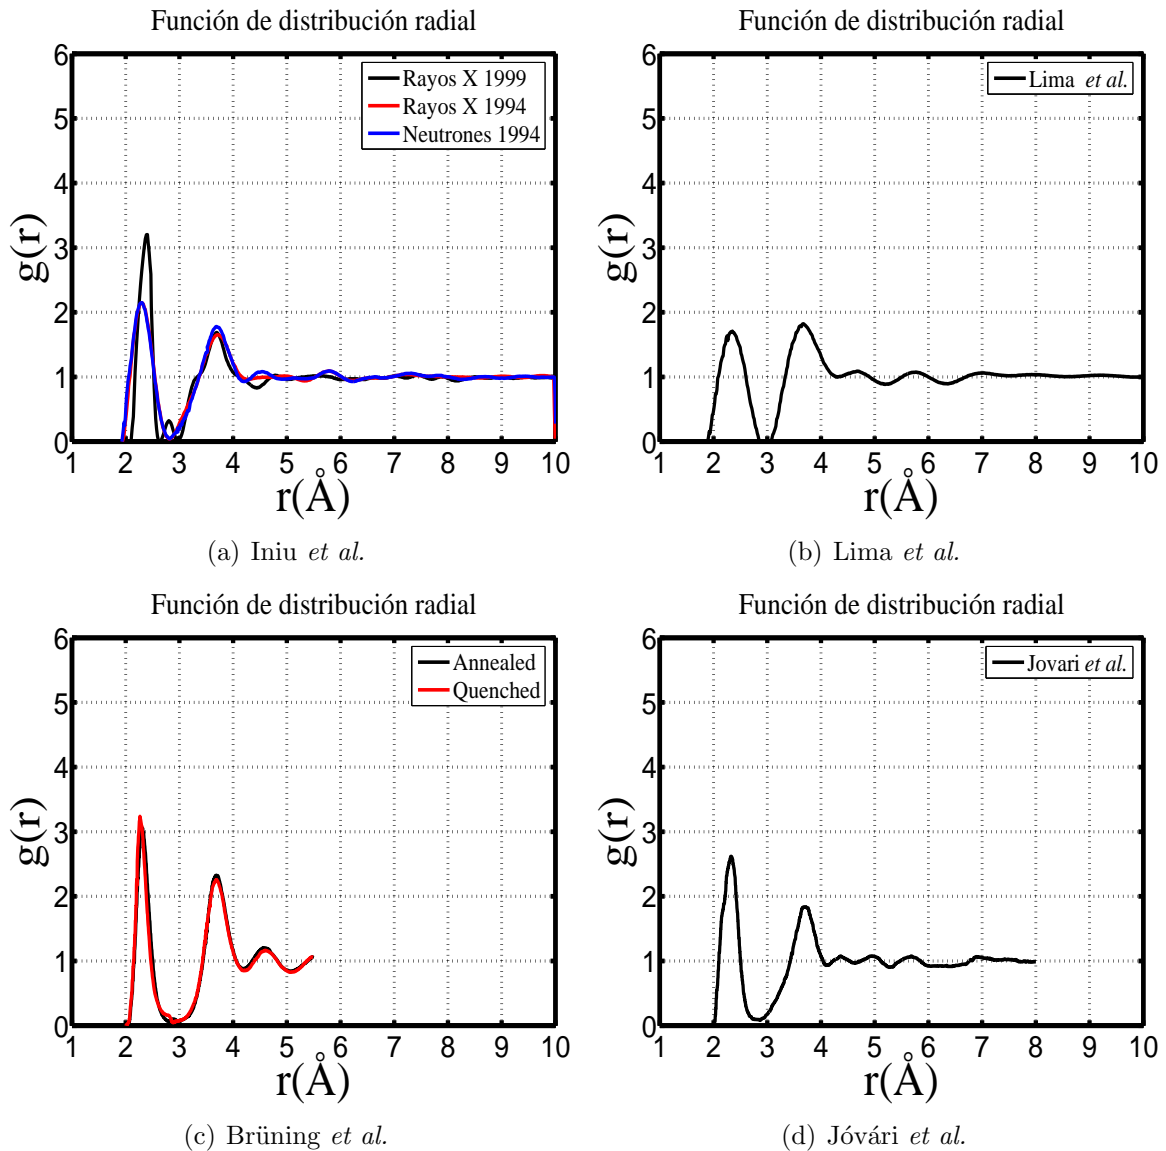 Función de distribución radial
6
5
4
3
2
1
0
g(r)
Rayos X 1999
Rayos X 1994
Neutrones 1994
1 2 3 4 5 6 7 8 9 10
r(Å)
(a) Iniu et al.
Función de distribución radial
6
5
4
3
2
1
0
g(r)
Lima et al.
1 2 3 4 5 6 7 8 9 10
r(Å)
(b) Lima et al.
Función de distribución radial
6
5
4
3
2
1
0
g(r)
Annealed
Quenched
1 2 3 4 5 6 7 8 9 10
r(Å)
(c) Brüning et al.
Función de distribución radial
6
5
4
3
2
1
0
g(r)
Jovari et al.
1 2 3 4 5 6 7 8 9 10
r(Å)
(d) Jóvári et al.